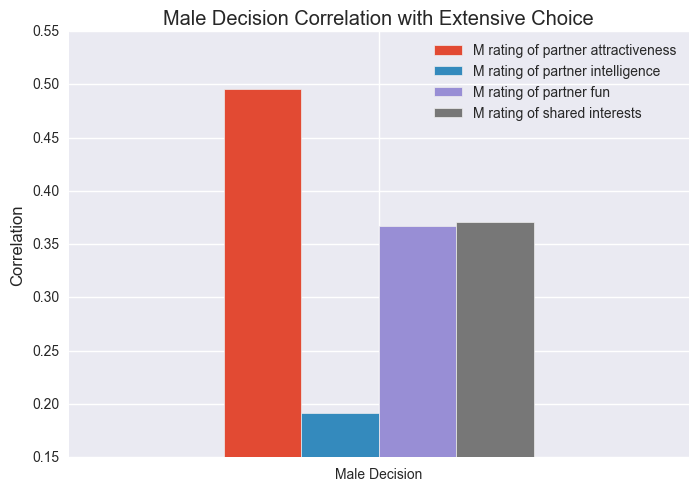 Male Decision Correlation with Extensive Choice
M rating of partner attractiveness
M rating of partner intelligence
M rating of partner fun
M rating of shared interests
Correlation
0.55
0.50
0.45
0.40
0.35
0.30
0.25
0.20
0.15
Male Decision